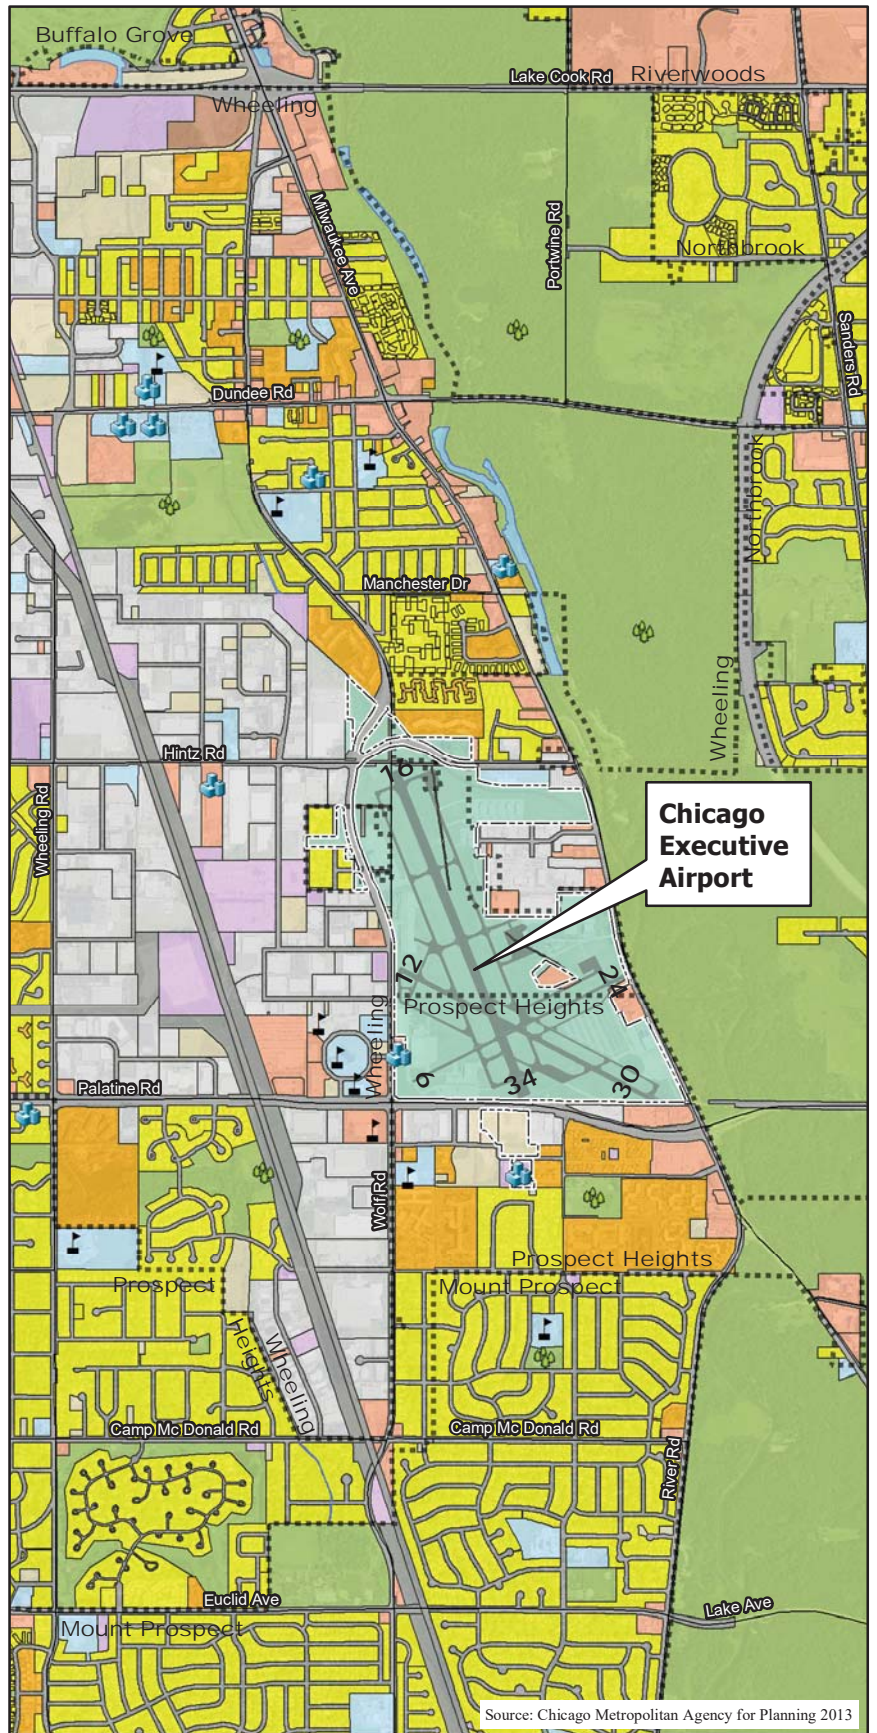 Buffalo Grove
Lake Cook Rd
Riverwoods
Wheeling
Milwaukee Ave
Portwine Rd
Northbrook
Sanders Rd
Dundee Rd
Northbrook
Manchester Dr
Wheeling
Hintz Rd
16
Wheeling Rd
Chicago
Executive
Airport
12
24
Prospect Heights
Wheeling
Palatine Rd
6
34
30
Wolf Rd
Prospect Heights
Prospect
Mount Prospect
Heights
Wheeling
Camp Mc Donald Rd
Camp Mc Donald Rd
River Rd
Euclid Ave
Lake Ave
Mount Prospect
Source: Chicago Metropolitan Agency for Planning 2013